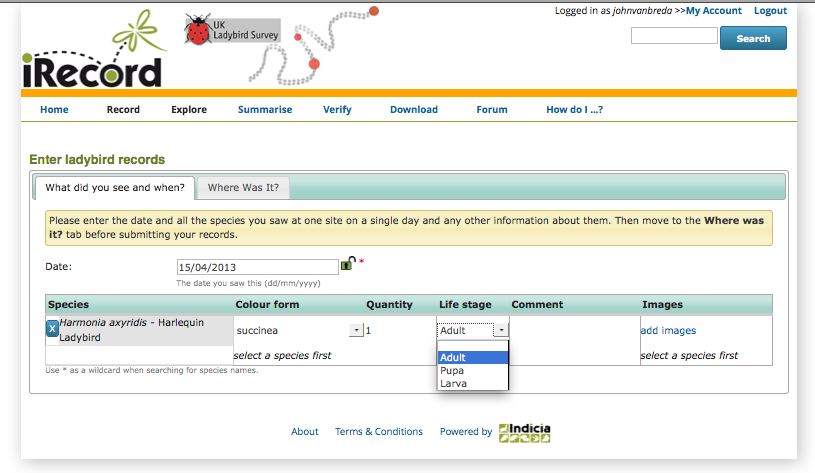 Logged in as johnvanbreda >>My Account Logout
UK
Ladybird Survey
iRecord
Search
Home Record Explore Summarise Verify Download Forum How do I ...?
Enter ladybird records
What did you see and when? Where Was It?
Please enter the date and all the species you saw at one site on a single day and any other information about them. Then move to the Where was
it? tab before submitting your records.
Date: 15/04/2013 *
The date you saw this (dd/mm/yyyy)
Species Colour form Quantity Life stage Comment Images
X Harmonia axyridis - Harlequin
Ladybird
succinea 1 Adult add images
select a species first select a species first
Adult
Pupa
Larva
Use * as a wildcard when searching for species names.
About Terms & Conditions Powered by Indicia